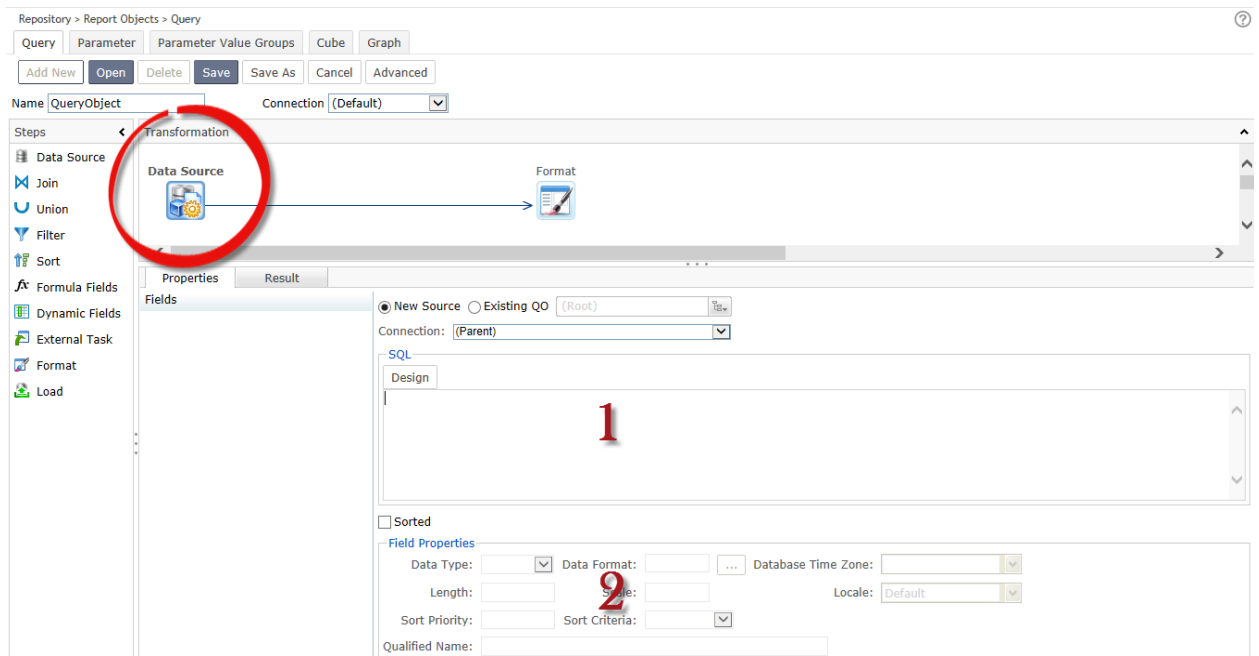 Repository > Report Objects > Query
Query Parameter Parameter Value Groups Cube Graph
Add New Open Delete Save Save As Cancel Advanced
Name QueryObject Connection (Default)
Steps
Data Source
Join
Union
Filter
Sort
fx Formula Fields
Dynamic Fields
External Task
Format
Load
Transformation
Data Source Format
Properties Result
Fields
New Source Existing QO (Root)
Connection: (Parent)
SQL
Design
1
Sorted
Field Properties
Data Type: Data Format: ... Database Time Zone:
Length: Scale: Locale: Default
2
Sort Priority: Sort Criteria:
Qualified Name: